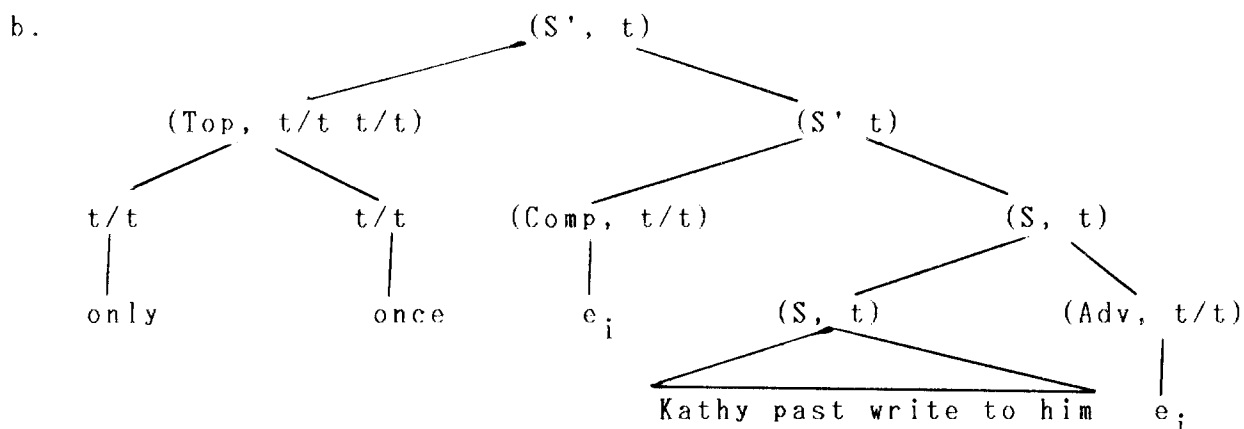 b.
(S', t)
(Top, t/t t/t) (S' t)
t/t t/t (Comp, t/t) (S, t)
only once e i (S, t) (Adv, t/t)
Kathy past write to him e i